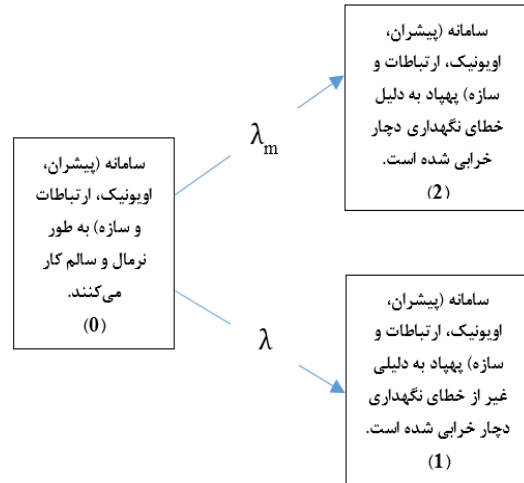 سامانه (پیشران،
اویونیک، ارتباطات و
سازه) پهپاد به دلیل
خطای نگهداری دچار
خرابی شده است.
(2)
λm
سامانه (پیشران،
اویونیک، ارتباطات
و سازه) به طور
نرمال و سالم کار
می‌کنند.
(0)
λ
سامانه (پیشران،
اویونیک، ارتباطات و
سازه) پهپاد به دلیلی
غیر از خطای نگهداری
دچار خرابی شده است.
(1)